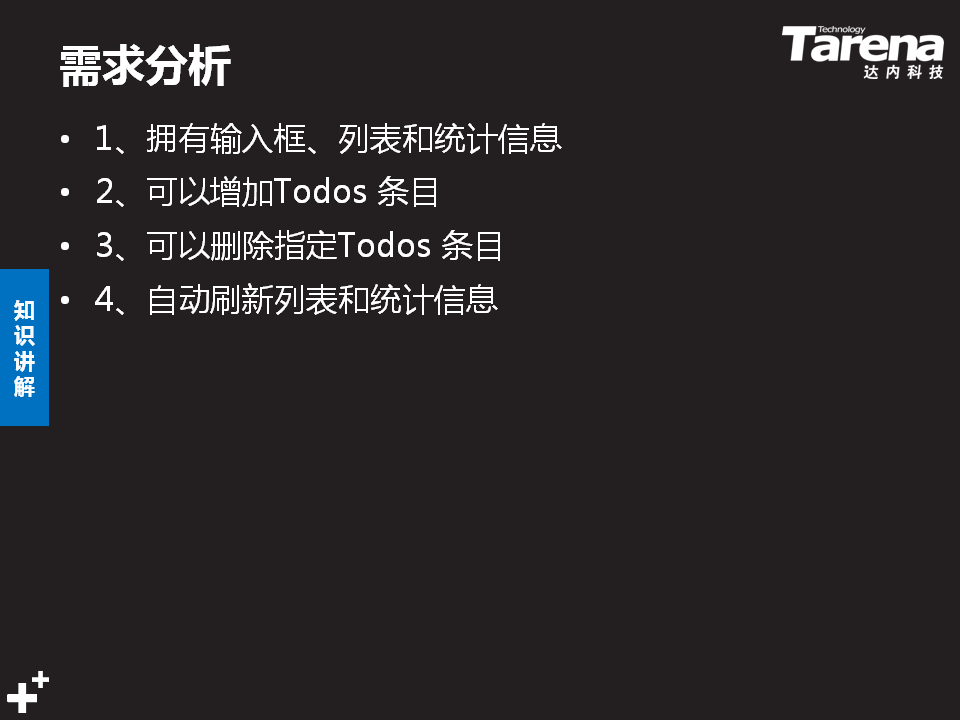 需求分析
Technology
Tarena
达内科技
• 1、拥有输入框、列表和统计信息
• 2、可以增加Todos 条目
• 3、可以删除指定Todos 条目
• 4、自动刷新列表和统计信息
知识讲解